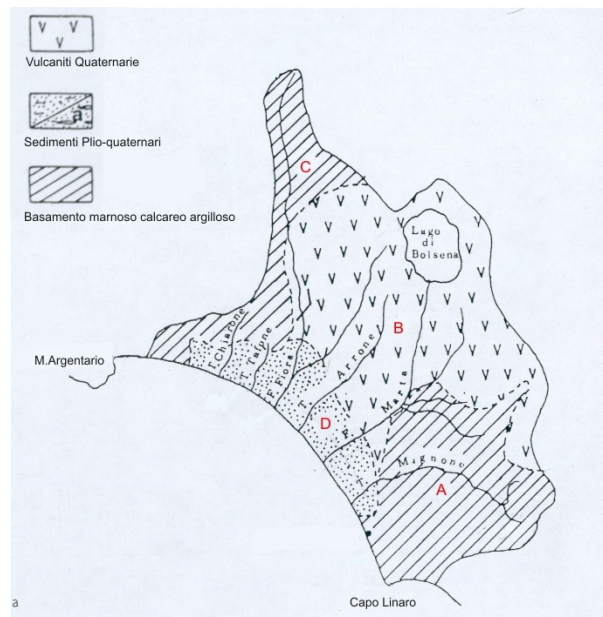 Vulcaniti Quaternarie
a
Sedimenti Plio-quaternari
Basamento marnoso calcareo argilloso
C
Lago
di
Bolsena
B
T. Chiarone
T. Tafone
F. Fiora
T. Arrone
F. Marta
M.Argentario
D
T. Mignone
A
Capo Linaro
a